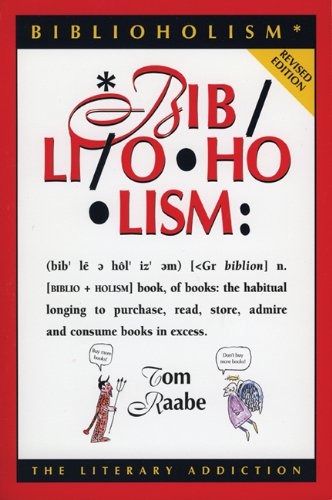 BIBLIOHOLISM*
REVISED
EDITION
*BIB/
LI/O•HO
•LISM:
(bib' lē ə hôl' iz' əm) [<Gr biblion] n.
[BIBLIO + HOLISM] book, of books: the habitual
longing to purchase, read, store, admire
and consume books in excess.
Buy more
books!
Don't buy
more books!
Tom
Raabe
THE LITERARY ADDICTION